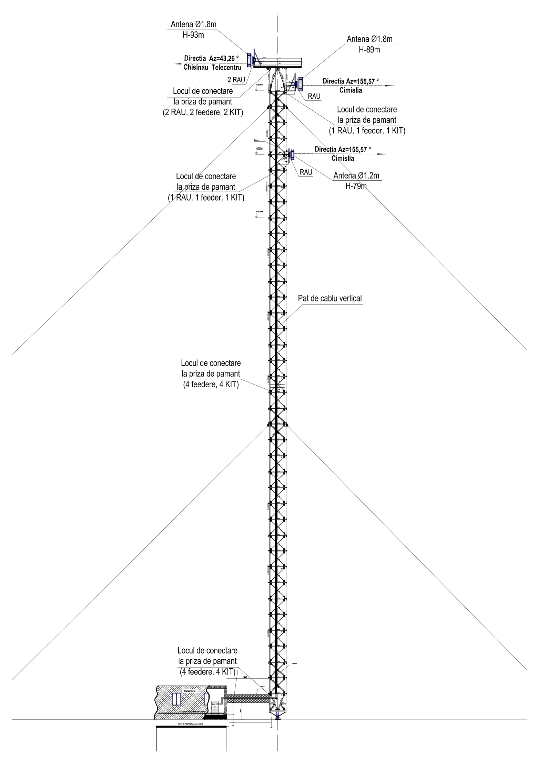 Antena Ø1.8m
H-93m
Antena Ø1.8m
H-89m
Directia Az=43,26 °
Chisinau Telecentru
2 RAU
Directia Az=155,57 °
Cimislia
RAU
Locul de conectare
la priza de pamant
(2 RAU, 2 feedere, 2 KIT)
Locul de conectare
la priza de pamant
(1 RAU, 1 feeder, 1 KIT)
Directia Az=155,57 °
Cimislia
RAU
Antena Ø1.2m
H-79m
Locul de conectare
la priza de pamant
(1 RAU, 1 feeder, 1 KIT)
Pat de cablu vertical
Locul de conectare
la priza de pamant
(4 feedere, 4 KIT)
Locul de conectare
la priza de pamant
(4 feedere, 4 KIT)